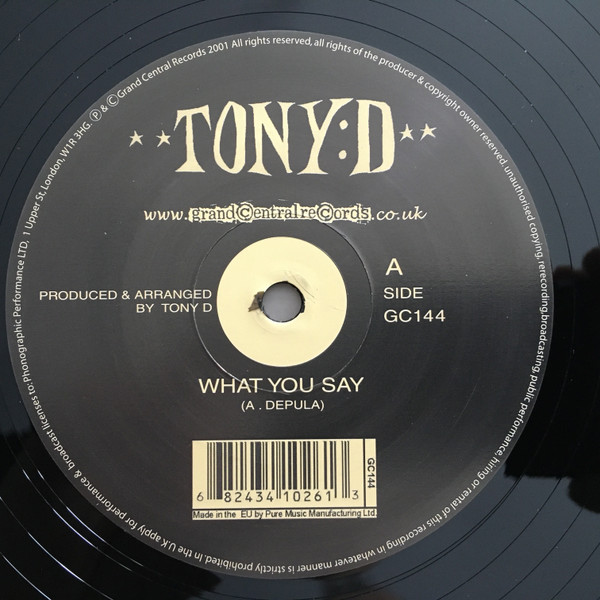 ℗ & © Grand Central Records 2001 All rights reserved, all rights of the producer & copyright owner reserved, unauthorised copying, rerecording, broadcasting, public performance, hiring or rental of this recording in whatever manner is strictly prohibited. In the U.K apply for performance & broadcast licenses to: Phonographic Performance LTD, 1 Upper St, London, W1R 3HG.
TONY:D
www.grandcentralrecords.co.uk
A
PRODUCED & ARRANGED
SIDE
BY TONY D
GC144
WHAT YOU SAY
(A . DEPULA)
GC144
6 82434 10261 3
Made in the EU by Pure Music Manufacturing Ltd.